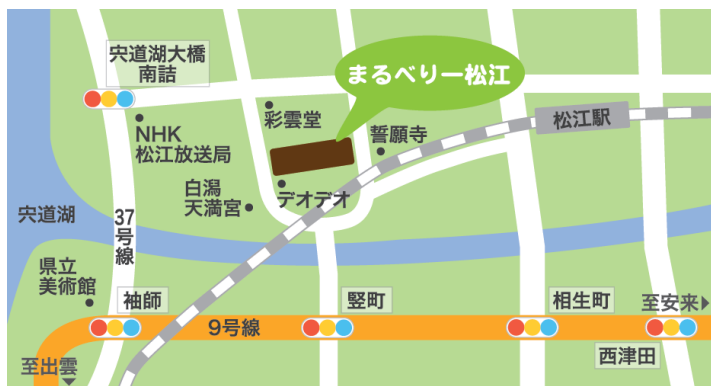 宍道湖大橋
南詰
まるべりー松江
彩雲堂
松江駅
NHK
松江放送局
誓願寺
白潟
天満宮
デオデオ
宍道湖
37
号
線
県立
美術館
袖師
竪町
相生町
至安来
9号線
西津田
至出雲